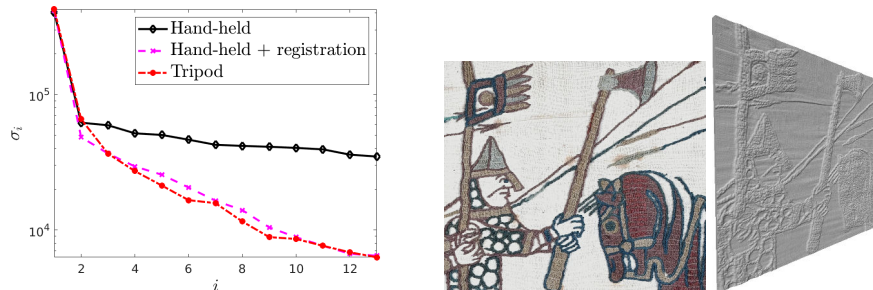 Hand-held
Hand-held + registration
Tripod
10^5
10^4
σ_i
2
4
6
8
10
12
i